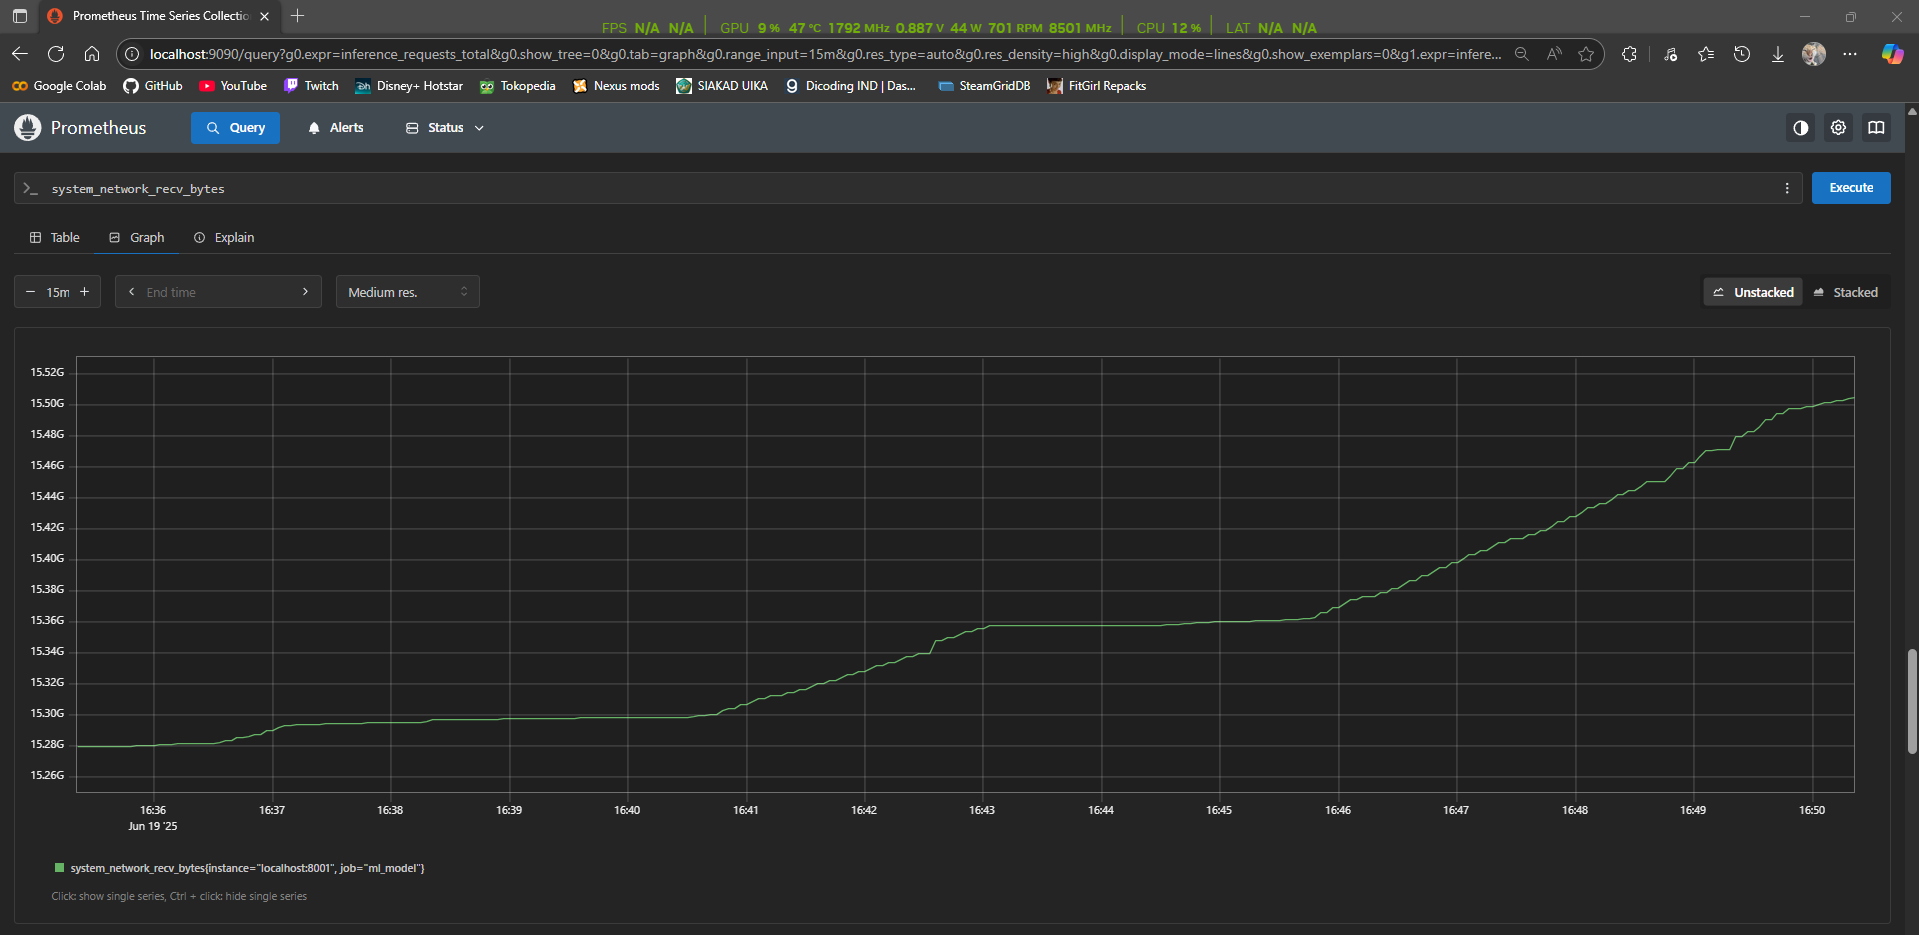 Prometheus Time Series Collectio
FPS N/A N/A GPU 9 % 47 °C 1792 MHz 0.887 V 44 W 701 RPM 8501 MHz CPU 12 % LAT N/A N/A
localhost:9090/query?g0.expr=inference_requests_total&g0.show_tree=0&g0.tab=graph&g0.range_input=15m&g0.res_type=auto&g0.res_density=high&g0.display_mode=lines&g0.show_exemplars=0&g1.expr=infere...
Google Colab GitHub YouTube Twitch Disney+ Hotstar Tokopedia Nexus mods SIAKAD UIKA Dicoding IND | Das... SteamGridDB FitGirl Repacks
Prometheus Query Alerts Status
>_ system_network_recv_bytes Execute
Table Graph Explain
− 15m + End time Medium res. Unstacked Stacked
15.52G
15.50G
15.48G
15.46G
15.44G
15.42G
15.40G
15.38G
15.36G
15.34G
15.32G
15.30G
15.28G
15.26G
16:36 16:37 16:38 16:39 16:40 16:41 16:42 16:43 16:44 16:45 16:46 16:47 16:48 16:49 16:50
Jun 19 '25
system_network_recv_bytes{instance="localhost:8001", job="ml_model"}
Click: show single series, Ctrl + click: hide single series